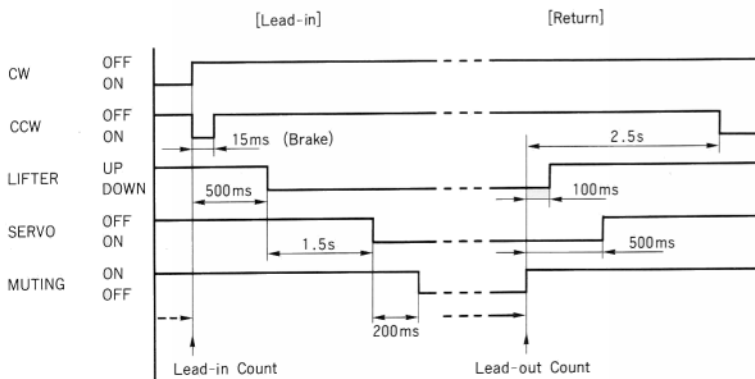 [Lead-in] [Return]
CW OFF
ON
CCW OFF
ON
15ms (Brake) 2.5s
LIFTER UP
DOWN
500ms 100ms
SERVO OFF
ON
1.5s 500ms
MUTING ON
OFF
200ms
Lead-in Count Lead-out Count